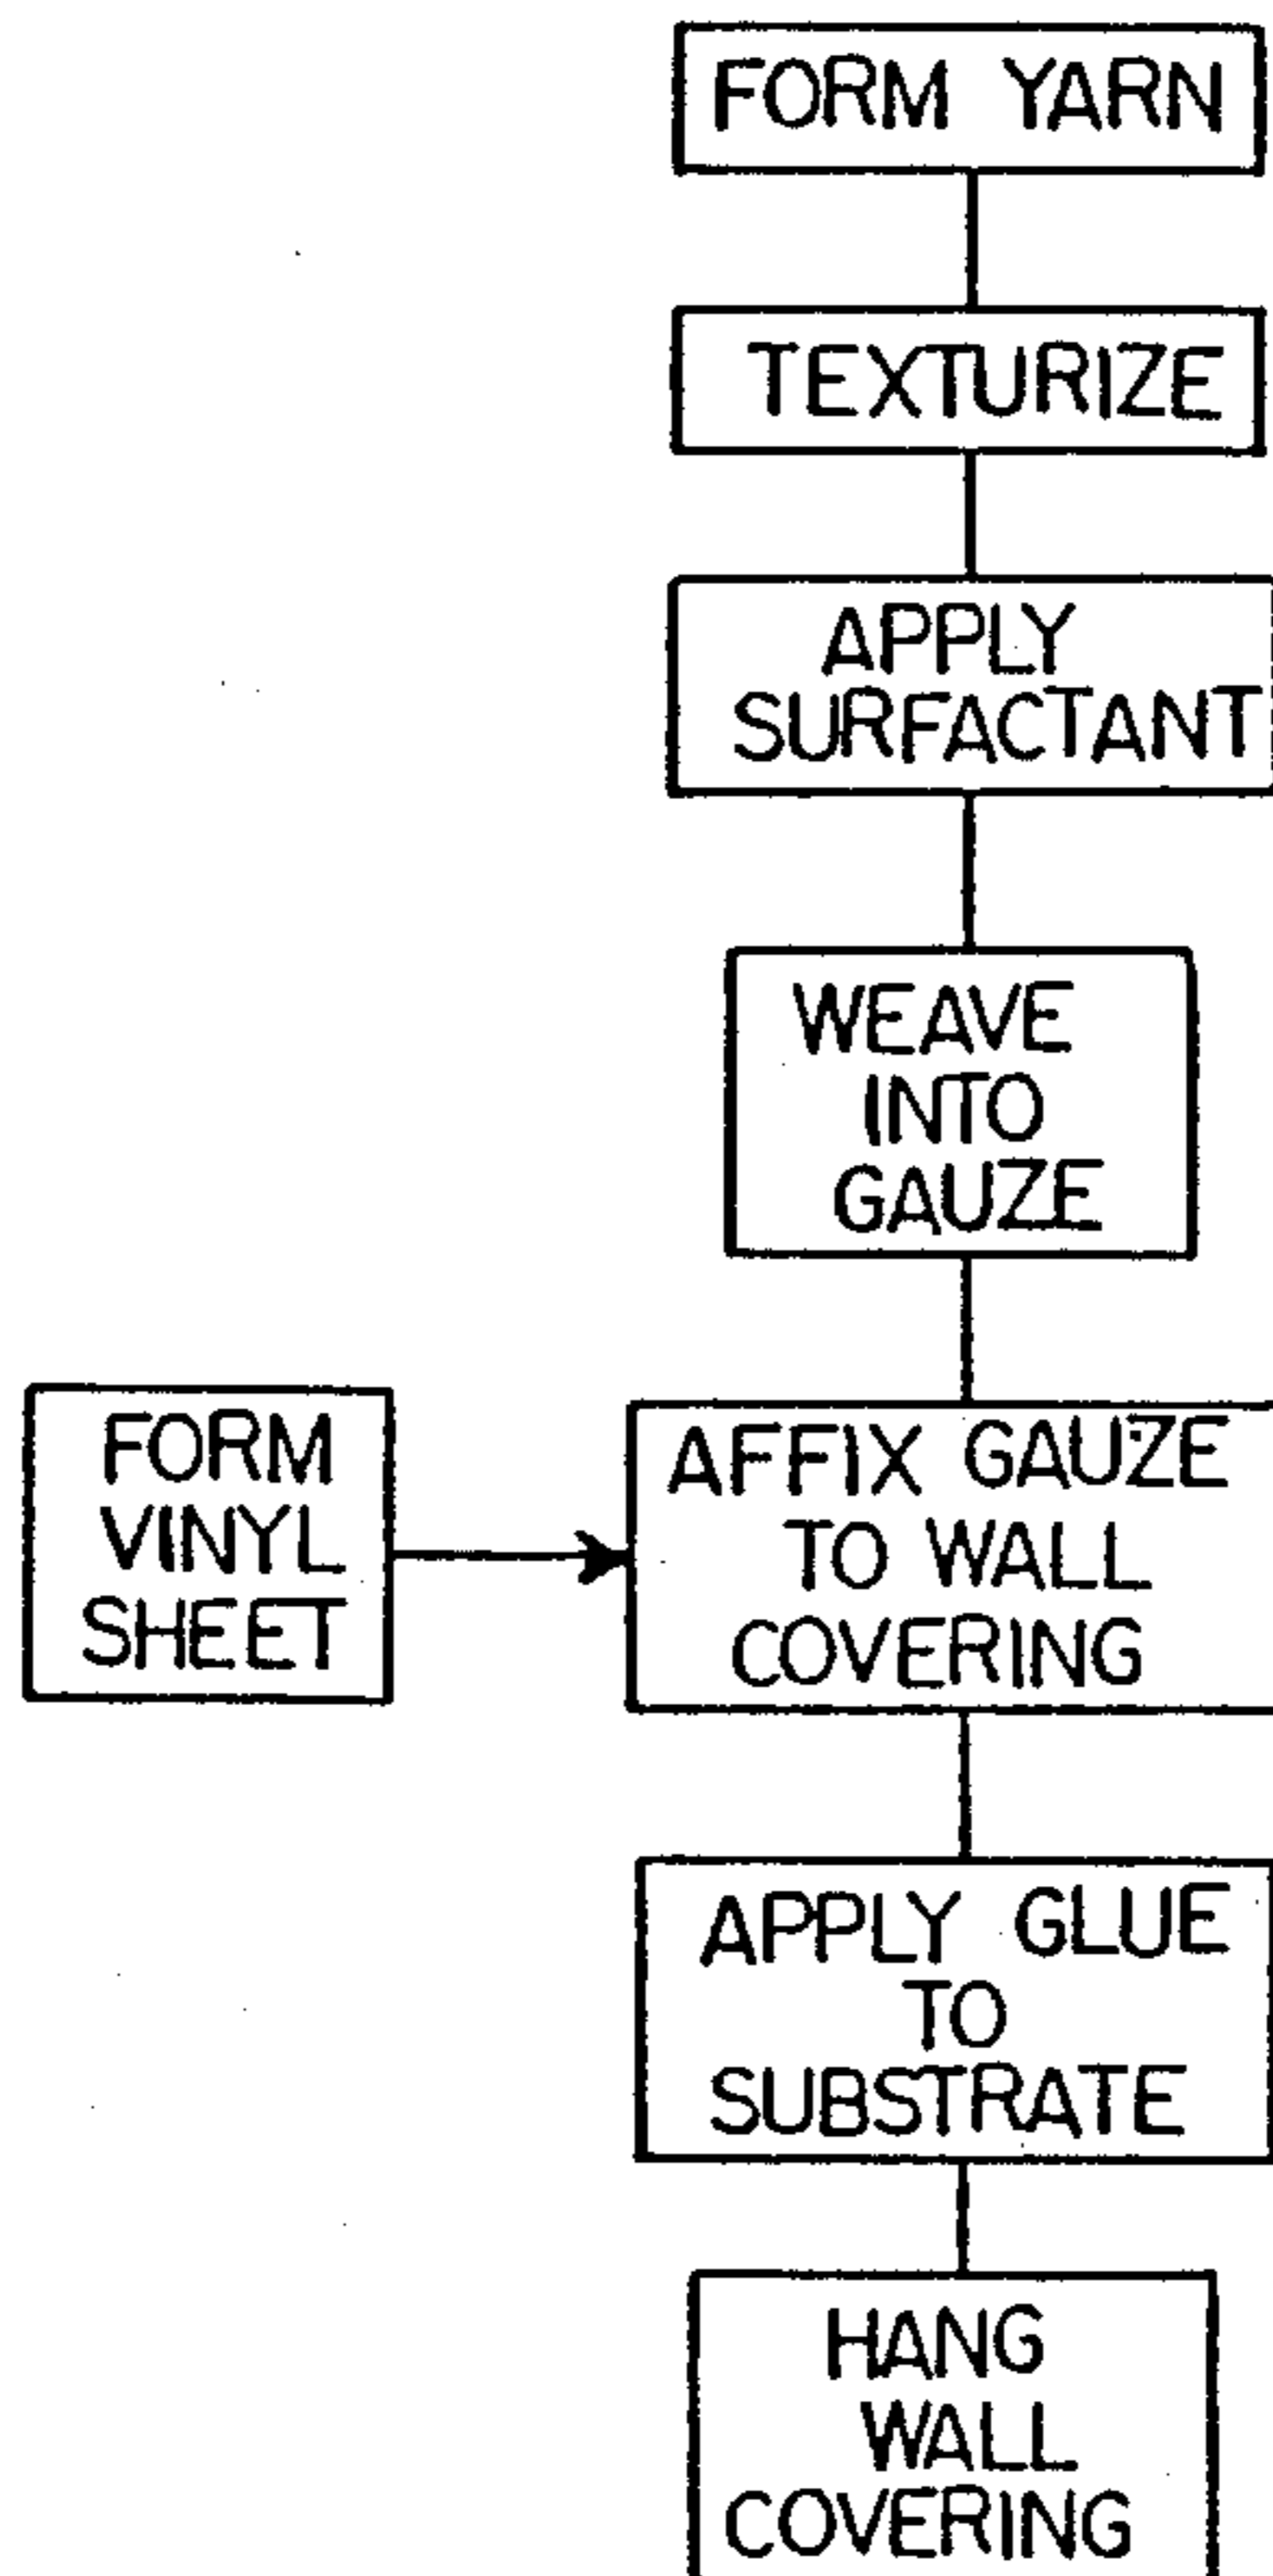 FORM YARN
TEXTURIZE
APPLY
SURFACTANT
WEAVE
INTO
GAUZE
FORM
VINYL
SHEET
AFFIX GAUZE
TO WALL
COVERING
APPLY GLUE
TO
SUBSTRATE
HANG
WALL
COVERING